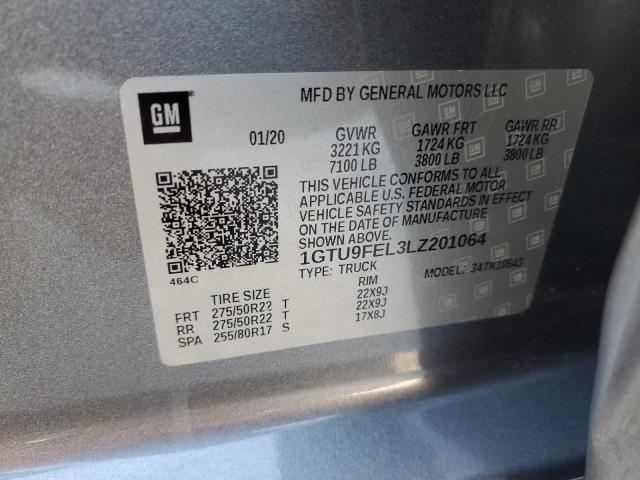 GM
MFD BY GENERAL MOTORS LLC
01/20 GVWR GAWR FRT GAWR RR
3221 KG 1724 KG 1724 KG
7100 LB 3800 LB 3800 LB
THIS VEHICLE CONFORMS TO ALL
APPLICABLE U.S. FEDERAL MOTOR
VEHICLE SAFETY STANDARDS IN EFFECT
ON THE DATE OF MANUFACTURE
SHOWN ABOVE.
1GTU9FEL3LZ201064
TYPE: TRUCK MODEL: 34TK10543
464C
TIRE SIZE RIM
FRT 275/50R22 T 22X9J
RR 275/50R22 T 22X9J
SPA 255/80R17 S 17X8J